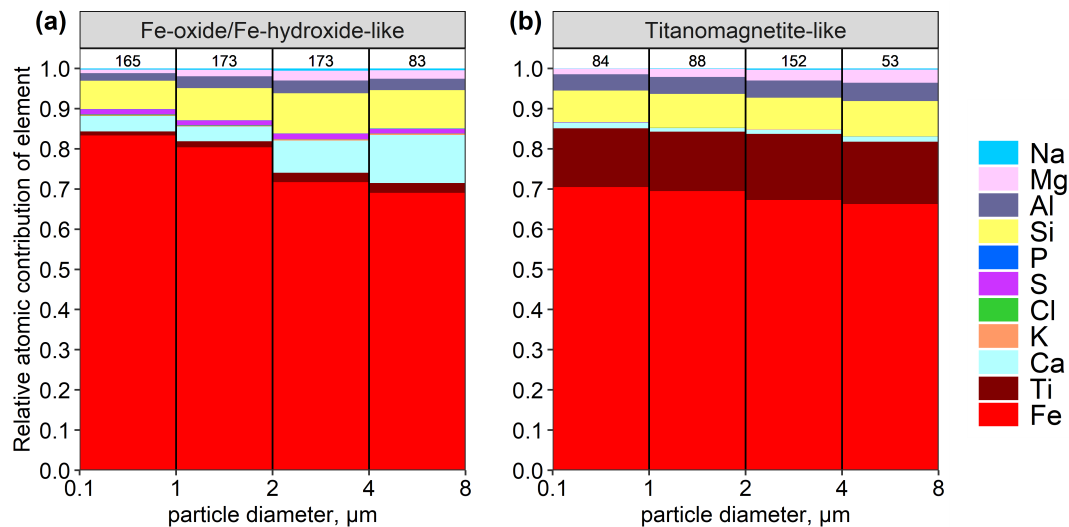 (a)
Fe-oxide/Fe-hydroxide-like
165 173 173 83
Relative atomic contribution of element
1.0
0.9
0.8
0.7
0.6
0.5
0.4
0.3
0.2
0.1
0.0
0.1 1 2 4 8
particle diameter, µm
(b)
Titanomagnetite-like
84 88 152 53
1.0
0.9
0.8
0.7
0.6
0.5
0.4
0.3
0.2
0.1
0.0
0.1 1 2 4 8
particle diameter, µm
Na
Mg
Al
Si
P
S
Cl
K
Ca
Ti
Fe